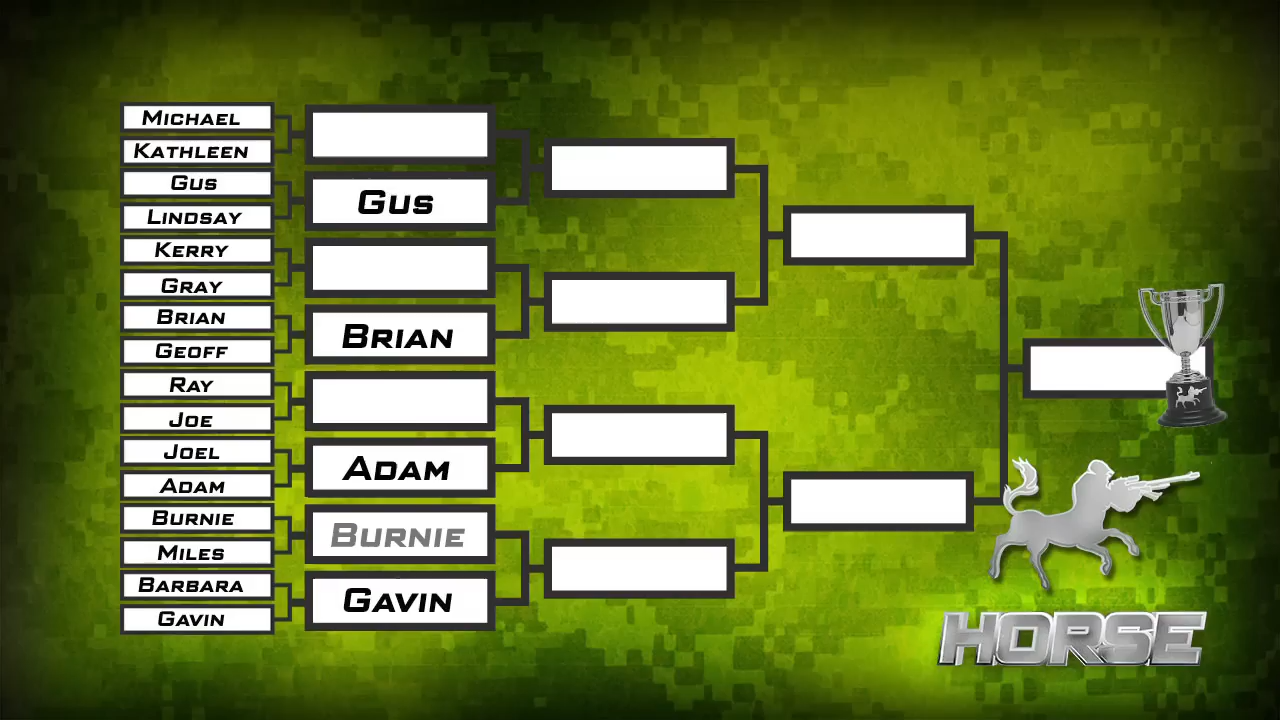 MICHAEL
KATHLEEN
GUS
LINDSAY
KERRY
GRAY
BRIAN
GEOFF
RAY
JOE
JOEL
ADAM
BURNIE
MILES
BARBARA
GAVIN
GUS
BRIAN
ADAM
BURNIE
GAVIN
HORSE